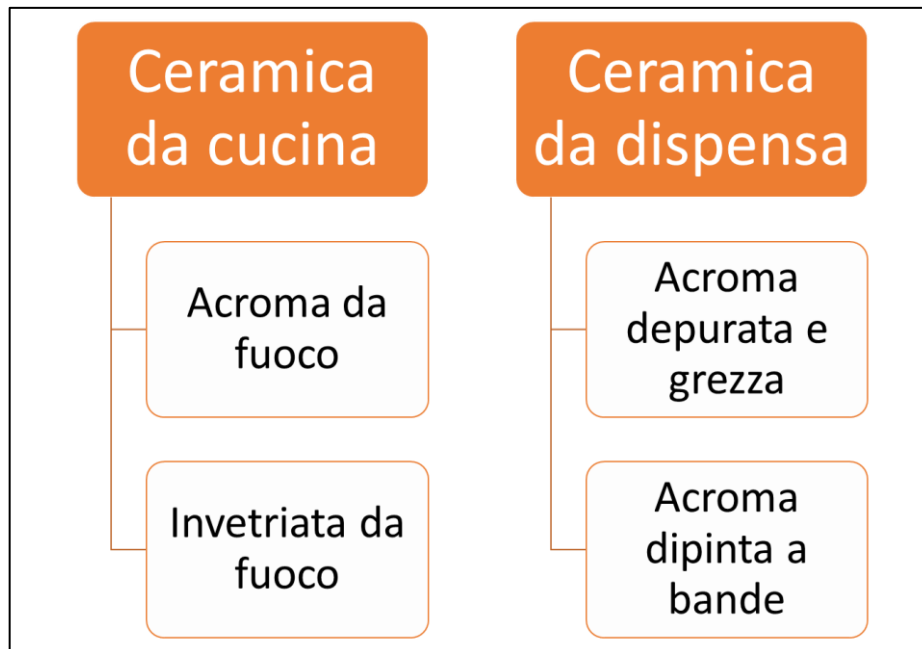 Ceramica
da cucina
Acroma da
fuoco
Invetriata da
fuoco
Ceramica
da dispensa
Acroma
depurata e
grezza
Acroma
dipinta a
bande